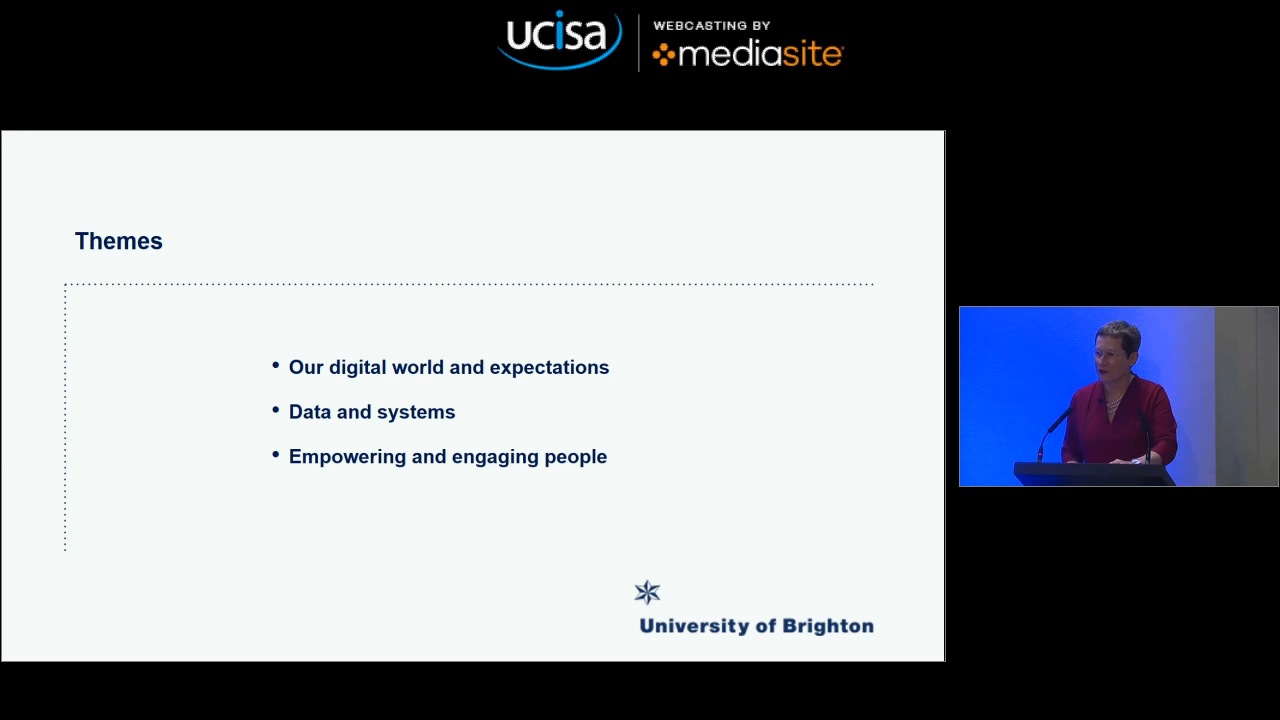 ucisa
WEBCASTING BY
mediasite
Themes
• Our digital world and expectations
• Data and systems
• Empowering and engaging people
University of Brighton